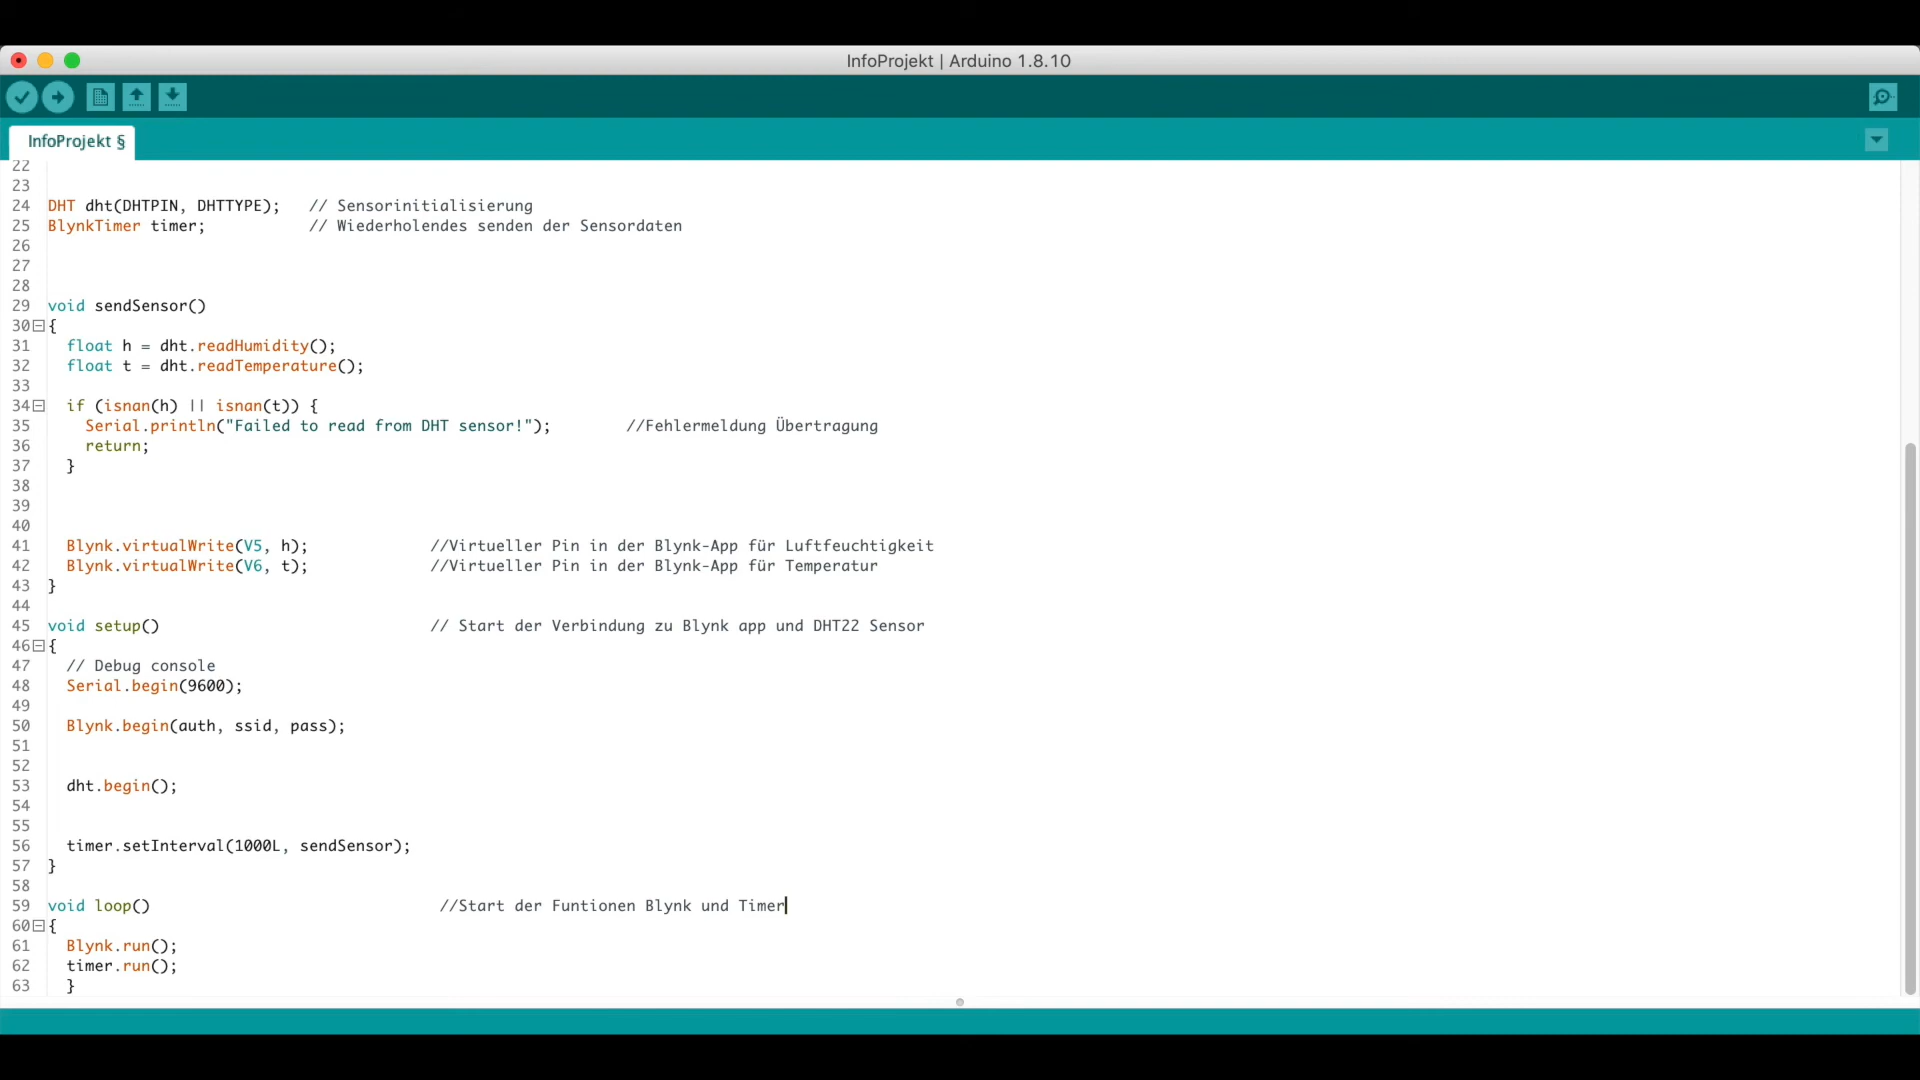 InfoProjekt | Arduino 1.8.10
InfoProjekt §
22
23
24 DHT dht(DHTPIN, DHTTYPE);   // Sensorinitialisierung
25 BlynkTimer timer;           // Wiederholendes senden der Sensordaten
26
27
28
29 void sendSensor()
30 {
31   float h = dht.readHumidity();
32   float t = dht.readTemperature();
33
34   if (isnan(h) || isnan(t)) {
35     Serial.println("Failed to read from DHT sensor!");        //Fehlermeldung Übertragung
36     return;
37   }
38
39
40
41   Blynk.virtualWrite(V5, h);             //Virtueller Pin in der Blynk-App für Luftfeuchtigkeit
42   Blynk.virtualWrite(V6, t);             //Virtueller Pin in der Blynk-App für Temperatur
43 }
44
45 void setup()                             // Start der Verbindung zu Blynk app und DHT22 Sensor
46 {
47   // Debug console
48   Serial.begin(9600);
49
50   Blynk.begin(auth, ssid, pass);
51
52
53   dht.begin();
54
55
56   timer.setInterval(1000L, sendSensor);
57 }
58
59 void loop()                               //Start der Funtionen Blynk und Timer
60 {
61   Blynk.run();
62   timer.run();
63   }